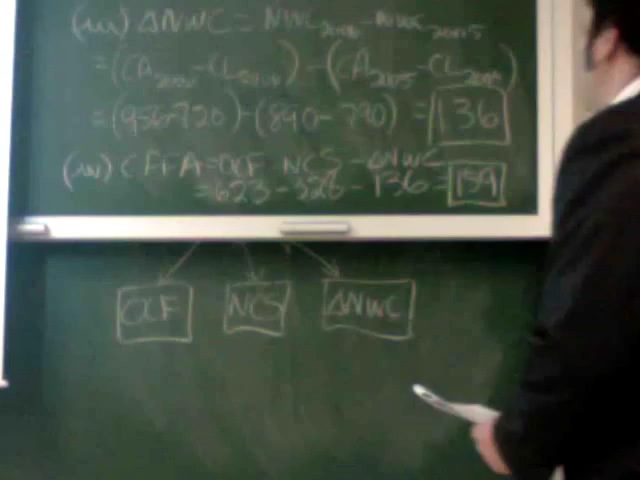 (iii) ΔNWC = NWC2006 - NWC2005
= (CA2006 - CL2006) - (CA2005 - CL2005)
= (956-720) - (890-790) = 136
(iv) CFFA = OCF NCS - ΔNWC
= 623 - 328 - 136 = 159
OCF NCS ΔNWC